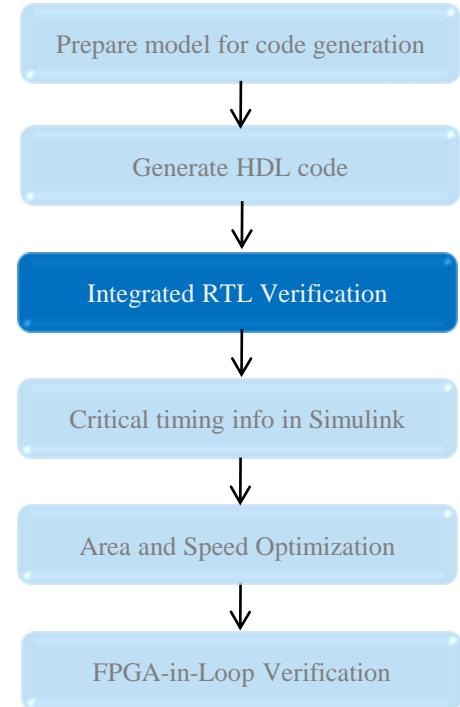 Prepare model for code generation
Generate HDL code
Integrated RTL Verification
Critical timing info in Simulink
Area and Speed Optimization
FPGA-in-Loop Verification